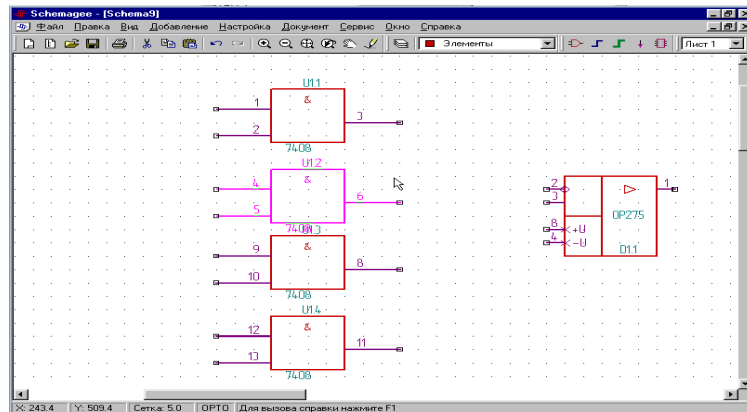 Schemagee - [Schema9]
Файл Правка Вид Добавление Настройка Документ Сервис Окно Справка
Элементы Лист 1
U1.1
&
1
2
3
7408
U1.2
&
4
5
6
7408
U1.3
&
9
10
8
7408
U1.4
&
12
13
11
7408
2
3
8
4
+U
-U
1
OP275
D1.1
X: 243.4 Y: 509.4 Сетка: 5.0 ОРТО Для вызова справки нажмите F1